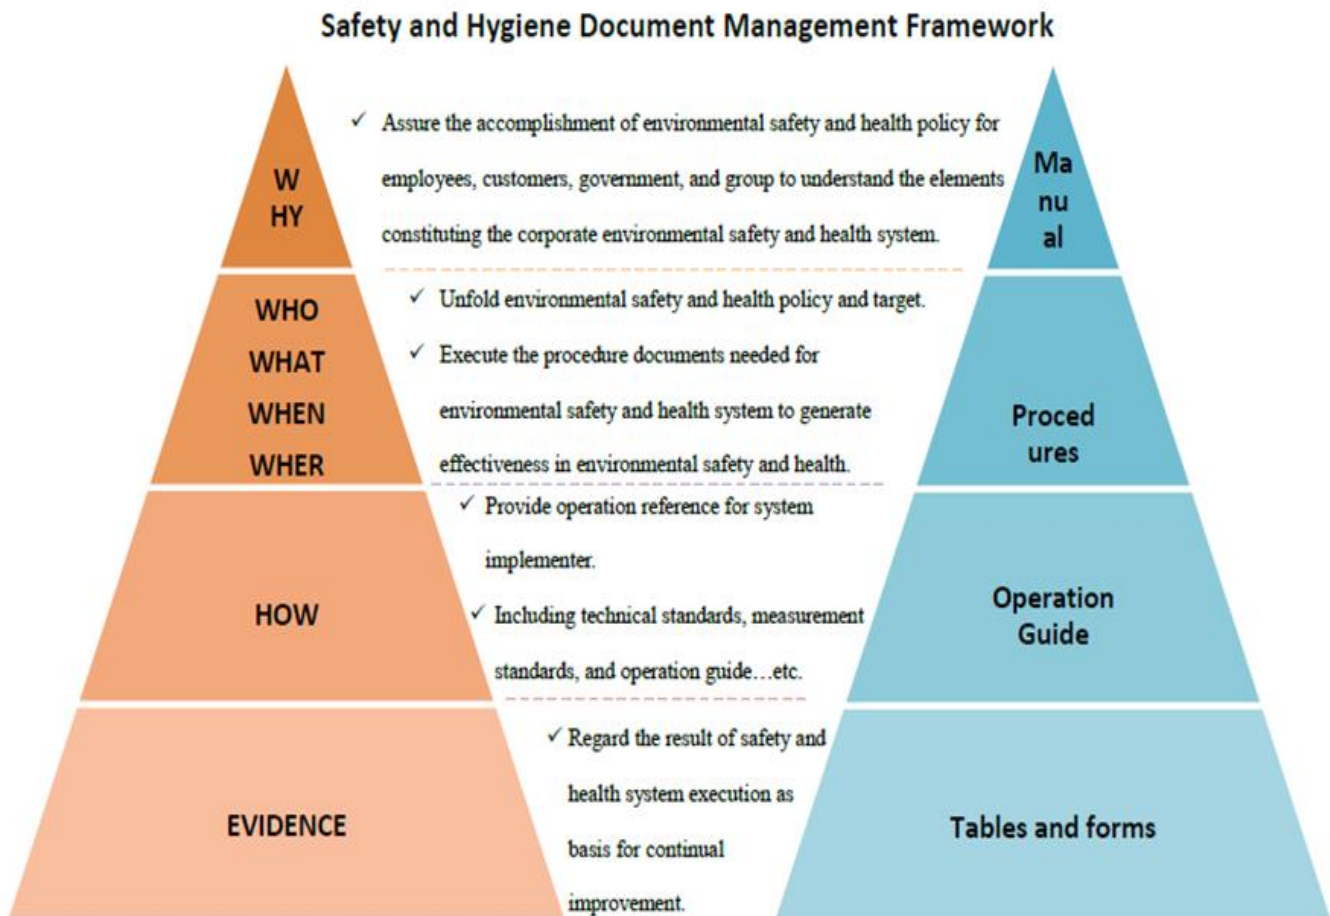 Safety and Hygiene Document Management Framework
W
HY
✓ Assure the accomplishment of environmental safety and health policy for
employees, customers, government, and group to understand the elements
constituting the corporate environmental safety and health system.
Ma
nu
al
WHO
WHAT
WHEN
WHER
✓ Unfold environmental safety and health policy and target.
✓ Execute the procedure documents needed for
environmental safety and health system to generate
effectiveness in environmental safety and health.
Proced
ures
HOW
✓ Provide operation reference for system
implementer.
✓ Including technical standards, measurement
standards, and operation guide…etc.
Operation
Guide
EVIDENCE
✓ Regard the result of safety and
health system execution as
basis for continual
improvement.
Tables and forms